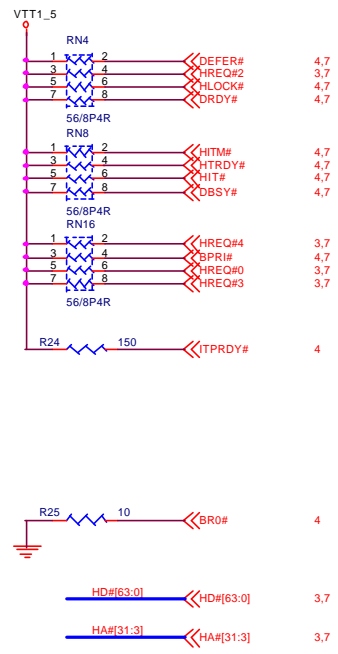 VTT1_5
RN4
1 2 DEFER# 4,7
3 4 HREQ#2 3,7
5 6 HLOCK# 4,7
7 8 DRDY# 4,7
56/8P4R
RN8
1 2 HITM# 4,7
3 4 HTRDY# 4,7
5 6 HIT# 4,7
7 8 DBSY# 4,7
56/8P4R
RN16
1 2 HREQ#4 3,7
3 4 BPRI# 4,7
5 6 HREQ#0 3,7
7 8 HREQ#3 3,7
56/8P4R
R24 150 ITPRDY# 4
R25 10 BR0# 4
HD#[63:0] HD#[63:0] 3,7
HA#[31:3] HA#[31:3] 3,7